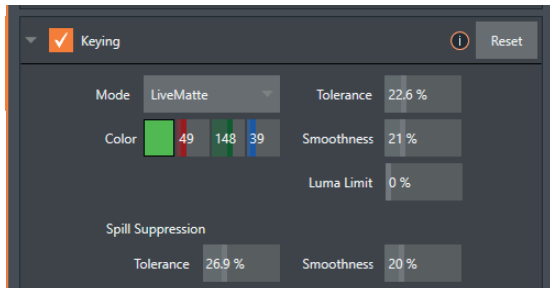 Keying
i
Reset
Mode LiveMatte Tolerance 22.6 %
Color 49 148 39 Smoothness 21 %
Luma Limit 0 %
Spill Suppression
Tolerance 26.9 % Smoothness 20 %